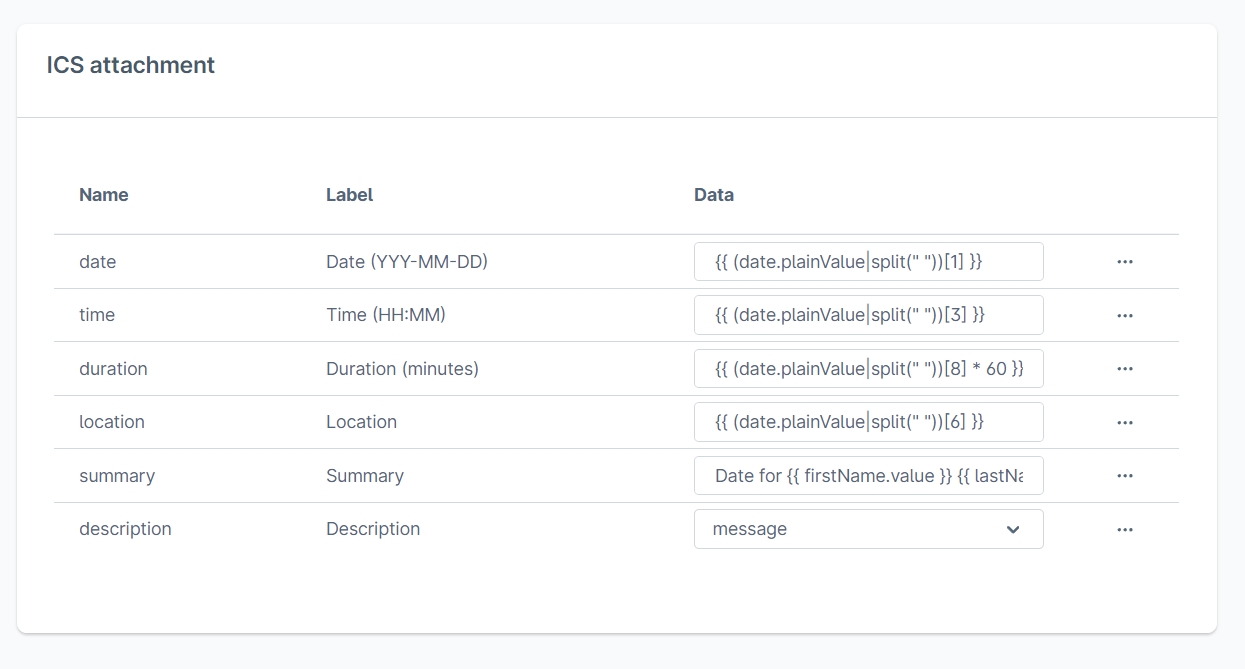 ICS attachment
Name Label Data
date Date (YYY-MM-DD) {{ (date.plainValue|split(" "))[1] }}
time Time (HH:MM) {{ (date.plainValue|split(" "))[3] }}
duration Duration (minutes) {{ (date.plainValue|split(" "))[8] * 60 }}
location Location {{ (date.plainValue|split(" "))[6] }}
summary Summary Date for {{ firstName.value }} {{ lastNa
description Description message